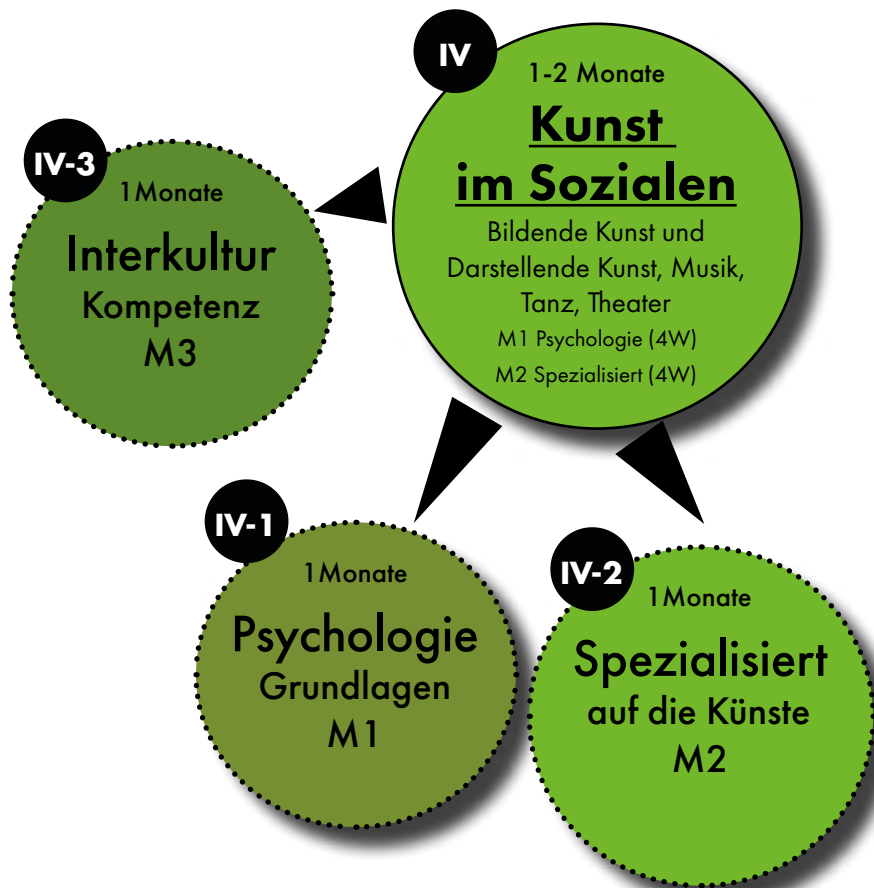 IV
1-2 Monate
Kunst
im Sozialen
Bildende Kunst und
Darstellende Kunst, Musik,
Tanz, Theater
M1 Psychologie (4W)
M2 Spezialisiert (4W)
IV-3
1Monate
Interkultur
Kompetenz
M3
IV-1
1Monate
Psychologie
Grundlagen
M1
IV-2
1Monate
Spezialisiert
auf die Künste
M2